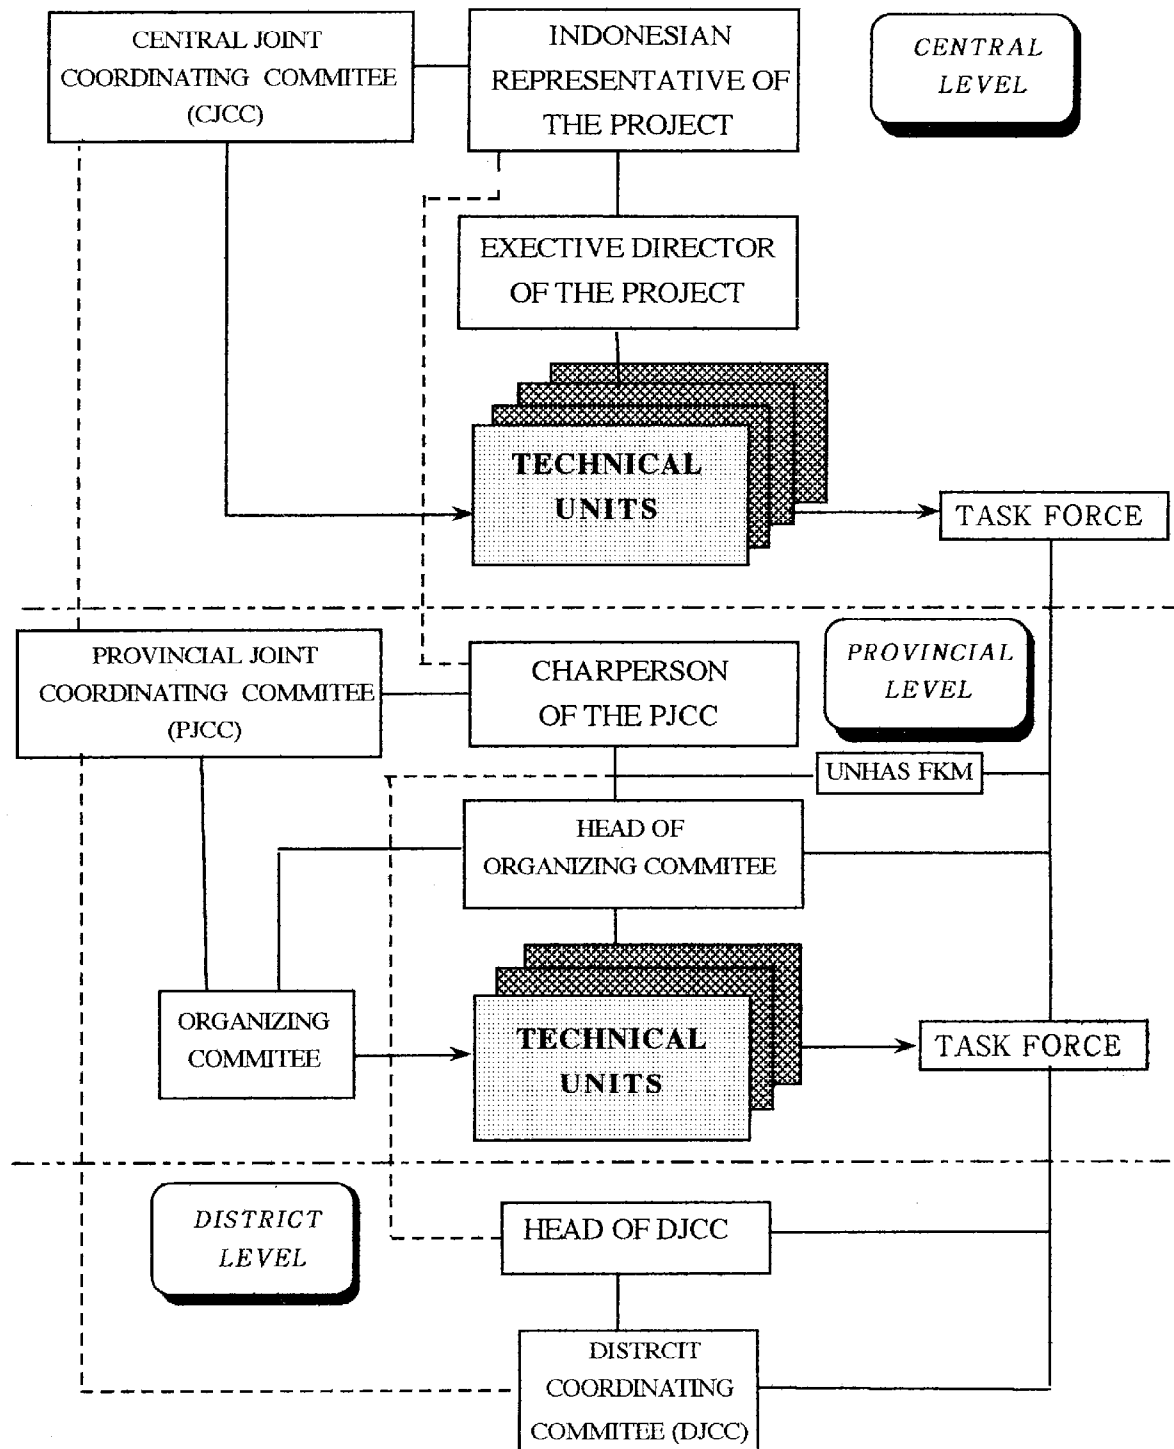 CENTRAL JOINT
COORDINATING COMMITEE
(CJCC)
INDONESIAN
REPRESENTATIVE OF
THE PROJECT
CENTRAL
LEVEL
EXECTIVE DIRECTOR
OF THE PROJECT
TECHNICAL
UNITS
TASK FORCE
PROVINCIAL JOINT
COORDINATING COMMITEE
(PJCC)
CHARPERSON
OF THE PJCC
PROVINCIAL
LEVEL
UNHAS FKM
HEAD OF
ORGANIZING COMMITEE
ORGANIZING
COMMITEE
TECHNICAL
UNITS
TASK FORCE
DISTRICT
LEVEL
HEAD OF DJCC
DISTRCIT
COORDINATING
COMMITEE (DJCC)